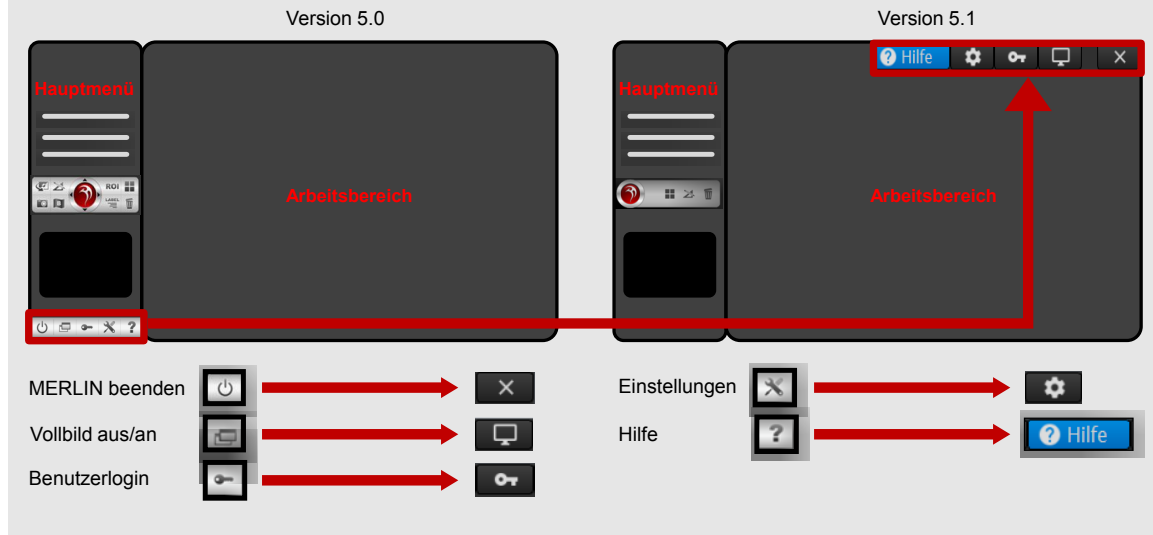 Version 5.0
Version 5.1
Hauptmenü
Arbeitsbereich
ROI
LABEL
?
Hauptmenü
Arbeitsbereich
? Hilfe
MERLIN beenden
Vollbild aus/an
Benutzerlogin
Einstellungen
Hilfe
?
? Hilfe